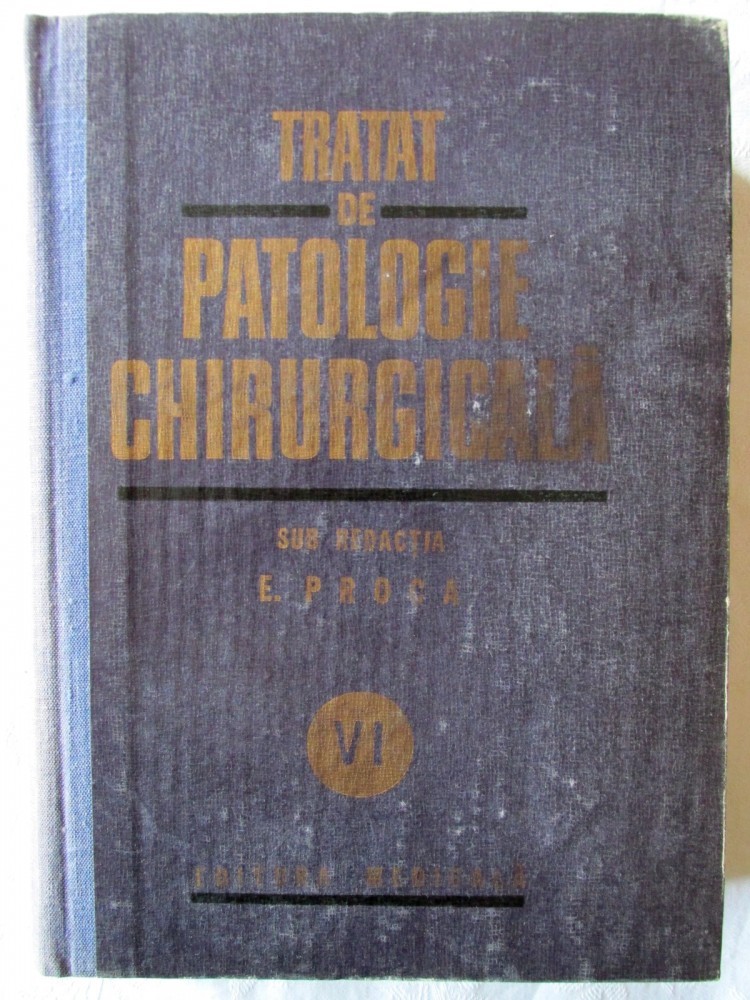 TRATAT
DE
PATOLOGIE
CHIRURGICALĂ
SUB REDACȚIA
E. PROCA
VI
EDITURA MEDICALĂ